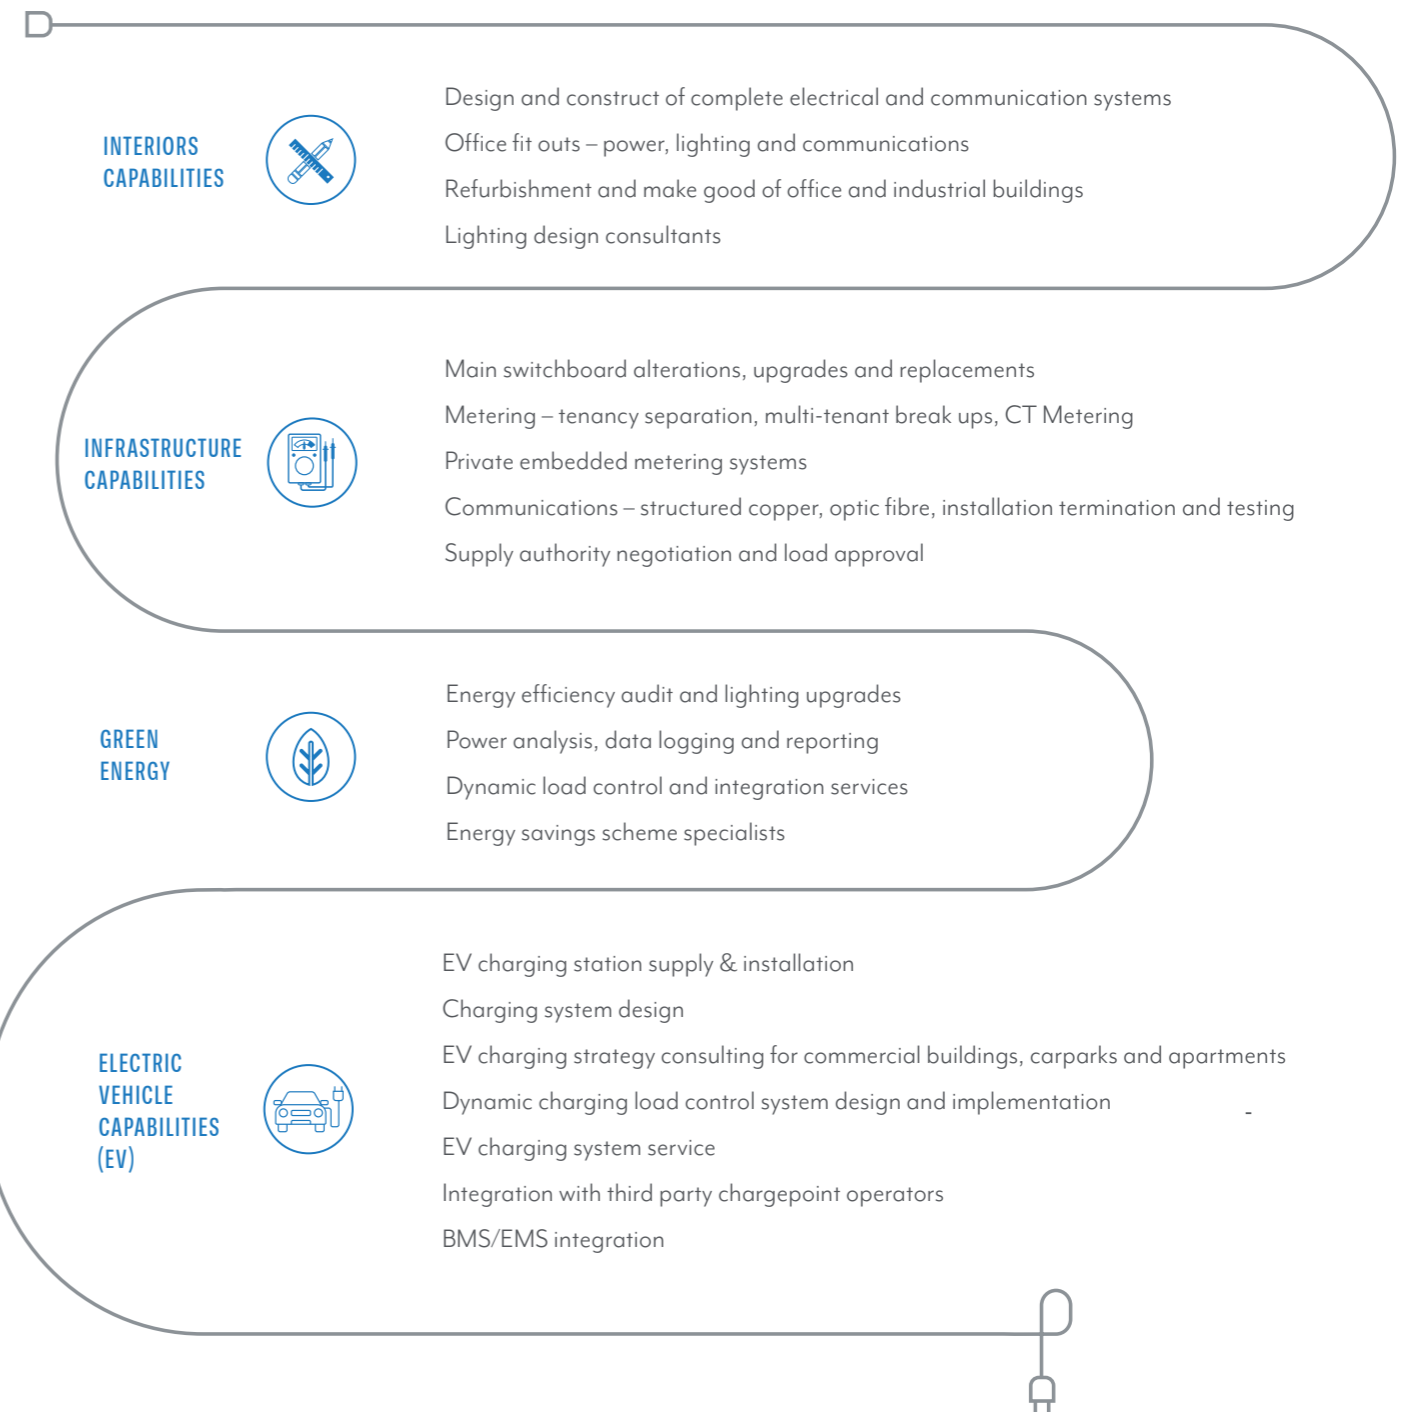 INTERIORS
CAPABILITIES
Design and construct of complete electrical and communication systems
Office fit outs – power, lighting and communications
Refurbishment and make good of office and industrial buildings
Lighting design consultants
INFRASTRUCTURE
CAPABILITIES
Main switchboard alterations, upgrades and replacements
Metering – tenancy separation, multi-tenant break ups, CT Metering
Private embedded metering systems
Communications – structured copper, optic fibre, installation termination and testing
Supply authority negotiation and load approval
GREEN
ENERGY
Energy efficiency audit and lighting upgrades
Power analysis, data logging and reporting
Dynamic load control and integration services
Energy savings scheme specialists
ELECTRIC
VEHICLE
CAPABILITIES
(EV)
EV charging station supply & installation
Charging system design
EV charging strategy consulting for commercial buildings, carparks and apartments
Dynamic charging load control system design and implementation
-
EV charging system service
Integration with third party chargepoint operators
BMS/EMS integration